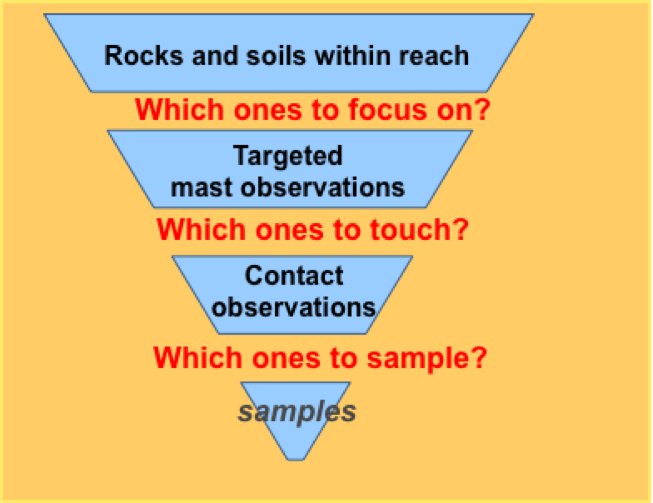 Rocks and soils within reach
Which ones to focus on?
Targeted
mast observations
Which ones to touch?
Contact
observations
Which ones to sample?
samples